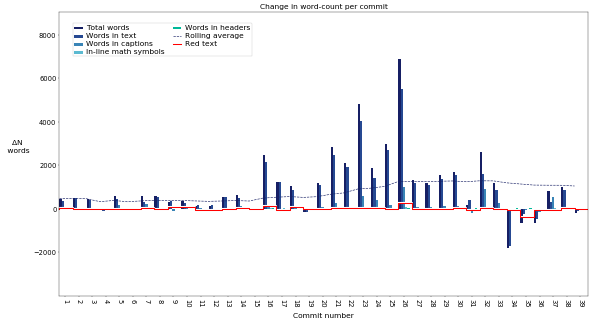 Change in word-count per commit
Total words
Words in text
Words in captions
in-line math symbols
Words in headers
Rolling average
Red text
8000
6000
4000
2000
0
−2000
ΔN
words
1 2 3 4 5 6 7 8 9 10 11 12 13 14 15 16 17 18 19 20 21 22 23 24 25 26 27 28 29 30 31 32 33 34 35 36 37 38 39
Commit number